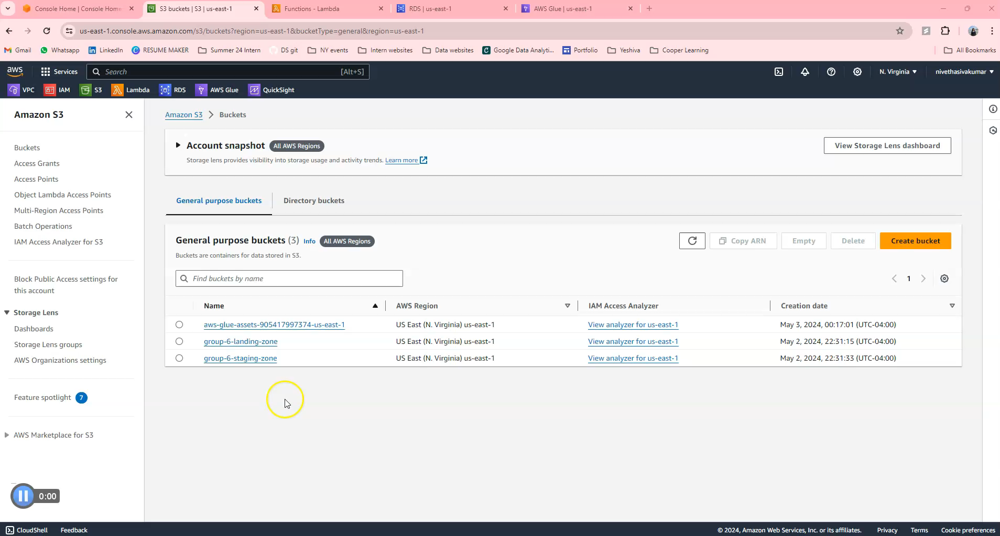 Console Home | Console Home
S3 buckets | S3 | us-east-1
Functions - Lambda
RDS | us-east-1
AWS Glue | us-east-1
us-east-1.console.aws.amazon.com/s3/buckets?region=us-east-1&bucketType=general&region=us-east-1
Gmail
Whatsapp
LinkedIn
RESUME MAKER
Summer 24 Intern
DS git
NY events
Intern websites
Data websites
Google Data Analyti...
Portfolio
Yeshiva
Cooper Learning
All Bookmarks
aws
Services
Search
[Alt+S]
N. Virginia
nivethasivakumar
VPC
IAM
S3
Lambda
RDS
AWS Glue
QuickSight
Amazon S3
Buckets
Access Grants
Access Points
Object Lambda Access Points
Multi-Region Access Points
Batch Operations
IAM Access Analyzer for S3
Block Public Access settings for
this account
Storage Lens
Dashboards
Storage Lens groups
AWS Organizations settings
Feature spotlight 7
AWS Marketplace for S3
0:00
Amazon S3 > Buckets
Account snapshot All AWS Regions
View Storage Lens dashboard
Storage lens provides visibility into storage usage and activity trends. Learn more
General purpose buckets
Directory buckets
General purpose buckets (3) Info All AWS Regions
Copy ARN
Empty
Delete
Create bucket
Buckets are containers for data stored in S3.
Find buckets by name
1
Name AWS Region IAM Access Analyzer Creation date
aws-glue-assets-905417997374-us-east-1 US East (N. Virginia) us-east-1 View analyzer for us-east-1 May 3, 2024, 00:17:01 (UTC-04:00)
group-6-landing-zone US East (N. Virginia) us-east-1 View analyzer for us-east-1 May 2, 2024, 22:31:15 (UTC-04:00)
group-6-staging-zone US East (N. Virginia) us-east-1 View analyzer for us-east-1 May 2, 2024, 22:31:33 (UTC-04:00)
CloudShell
Feedback
© 2024, Amazon Web Services, Inc. or its affiliates.
Privacy
Terms
Cookie preferences